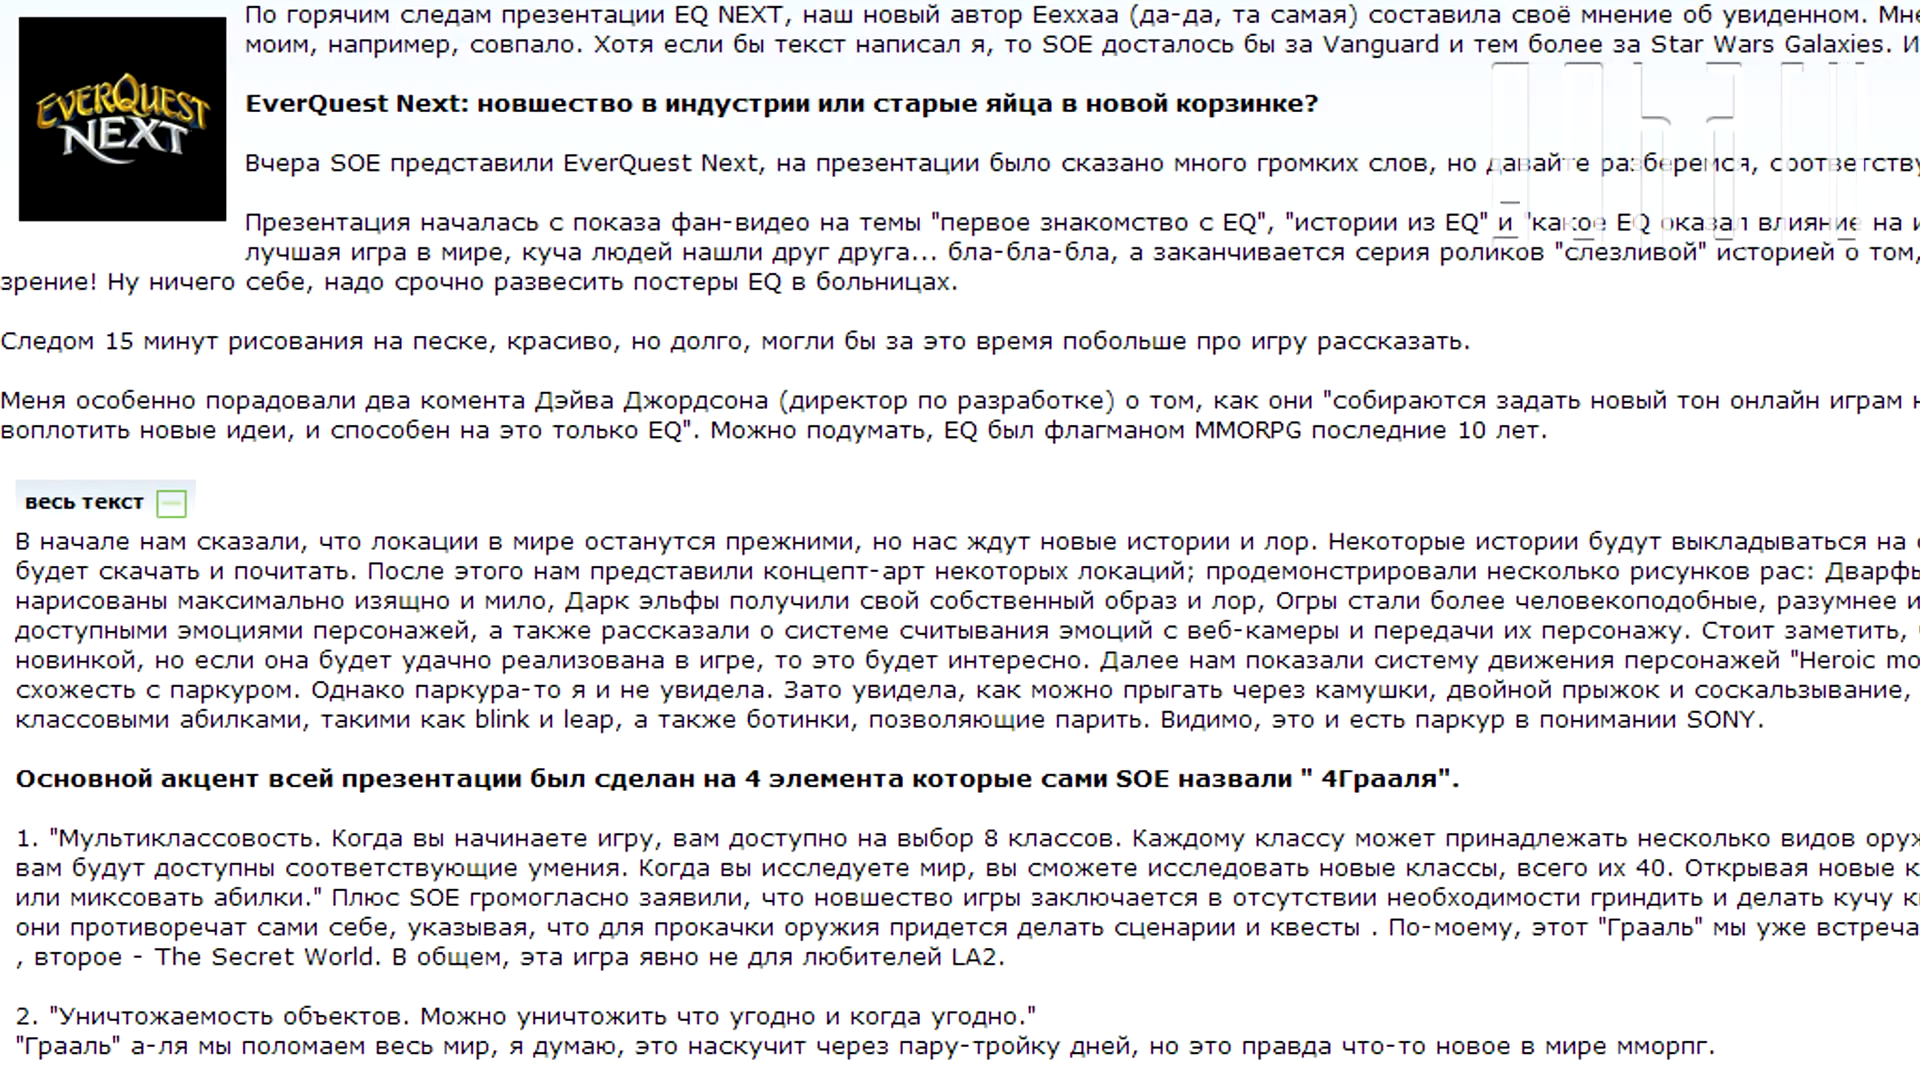 EVERQUEST
NEXT
По горячим следам презентации EQ NEXT, наш новый автор Eexxaa (да-да, та самая) составила своё мнение об увиденном. Мне
моим, например, совпало. Хотя если бы текст написал я, то SOE досталось бы за Vanguard и тем более за Star Wars Galaxies. И
EverQuest Next: новшество в индустрии или старые яйца в новой корзинке?
Вчера SOE представили EverQuest Next, на презентации было сказано много громких слов, но давайте разберемся, соответству
Презентация началась с показа фан-видео на темы "первое знакомство с EQ", "истории из EQ" и "какое EQ оказал влияние на и
лучшая игра в мире, куча людей нашли друг друга... бла-бла-бла, а заканчивается серия роликов "слезливой" историей о том,
зрение! Ну ничего себе, надо срочно развесить постеры EQ в больницах.
Следом 15 минут рисования на песке, красиво, но долго, могли бы за это время побольше про игру рассказать.
Меня особенно порадовали два комента Дэйва Джордсона (директор по разработке) о том, как они "собираются задать новый тон онлайн играм н
воплотить новые идеи, и способен на это только EQ". Можно подумать, EQ был флагманом MMORPG последние 10 лет.
весь текст
В начале нам сказали, что локации в мире останутся прежними, но нас ждут новые истории и лор. Некоторые истории будут выкладываться на
будет скачать и почитать. После этого нам представили концепт-арт некоторых локаций; продемонстрировали несколько рисунков рас: Дварфы
нарисованы максимально изящно и мило, Дарк эльфы получили свой собственный образ и лор, Огры стали более человекоподобные, разумнее и
доступными эмоциями персонажей, а также рассказали о системе считывания эмоций с веб-камеры и передачи их персонажу. Стоит заметить,
новинкой, но если она будет удачно реализована в игре, то это будет интересно. Далее нам показали систему движения персонажей "Heroic mo
схожесть с паркуром. Однако паркура-то я и не увидела. Зато увидела, как можно прыгать через камушки, двойной прыжок и соскальзывание,
классовыми абилками, такими как blink и leap, а также ботинки, позволяющие парить. Видимо, это и есть паркур в понимании SONY.
Основной акцент всей презентации был сделан на 4 элемента которые сами SOE назвали " 4Грааля".
1. "Мультиклассовость. Когда вы начинаете игру, вам доступно на выбор 8 классов. Каждому классу может принадлежать несколько видов оруж
вам будут доступны соответствующие умения. Когда вы исследуете мир, вы сможете исследовать новые классы, всего их 40. Открывая новые к
или миксовать абилки." Плюс SOE громогласно заявили, что новшество игры заключается в отсутствии необходимости гриндить и делать кучу к
они противоречат сами себе, указывая, что для прокачки оружия придется делать сценарии и квесты . По-моему, этот "Грааль" мы уже встреча
, второе - The Secret World. В общем, эта игра явно не для любителей LA2.
2. "Уничтожаемость объектов. Можно уничтожить что угодно и когда угодно."
"Грааль" а-ля мы поломаем весь мир, я думаю, это наскучит через пару-тройку дней, но это правда что-то новое в мире мморпг.